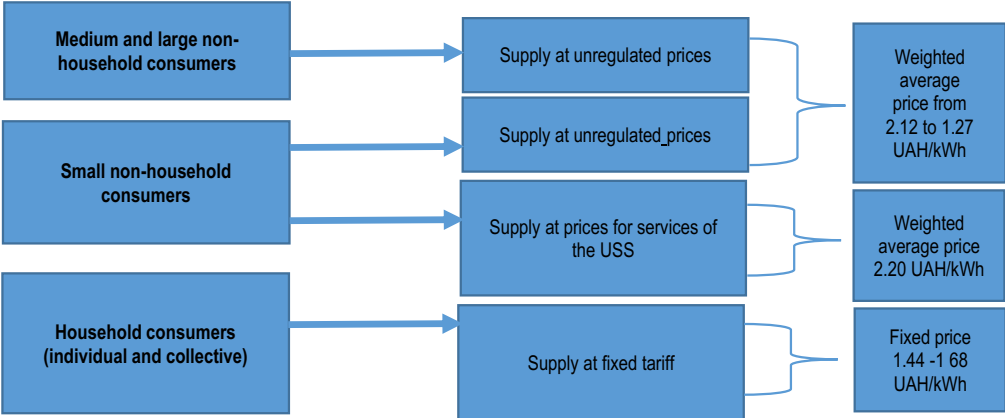 Medium and large non-
household consumers
Supply at unregulated prices
Weighted
average
price from
2.12 to 1.27
UAH/kWh
Small non-household
consumers
Supply at unregulated_prices
Supply at prices for services of
the USS
Weighted
average price
2.20 UAH/kWh
Household consumers
(individual and collective)
Supply at fixed tariff
Fixed price
1.44 -1 68
UAH/kWh